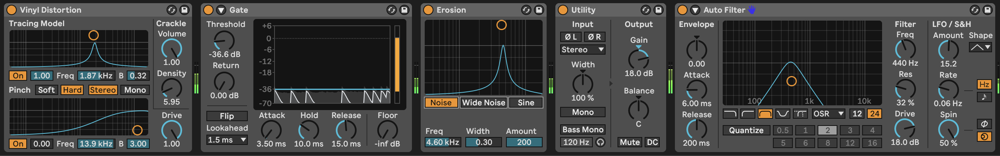 Vinyl Distortion
Tracing Model
On 1.00 Freq 1.87 kHz B 0.32
Pinch Soft Hard Stereo Mono
On 0.00 Freq 13.9 kHz B 3.00
Crackle
Volume
1.00
Density
5.95
Drive
1.00
Gate
Threshold
-36.6 dB
Return
0.00 dB
Flip
Lookahead
1.5 ms
+6
0
-6
-12
-18
-36
-70
Attack Hold Release Floor
3.50 ms 10.0 ms 15.0 ms -inf dB
Erosion
Noise Wide Noise Sine
Freq Width Amount
4.60 kHz 0.30 200
Utility
Input
Ø L Ø R
Stereo
Width
100 %
Mono
Bass Mono
120 Hz
Output
Gain
18.0 dB
Balance
C
Mute DC
Auto Filter
Envelope
0.00
Attack
6.00 ms
Release
200 ms
100 1k 10k
OSR 12 24
Quantize 0.5 1 2 3 4
5 6 8 12 16
Filter
Freq
440 Hz
Res
32 %
Drive
18.0 dB
LFO / S&H
Amount Shape
15.2
Rate
0.06 Hz
Hz
Spin
50 %